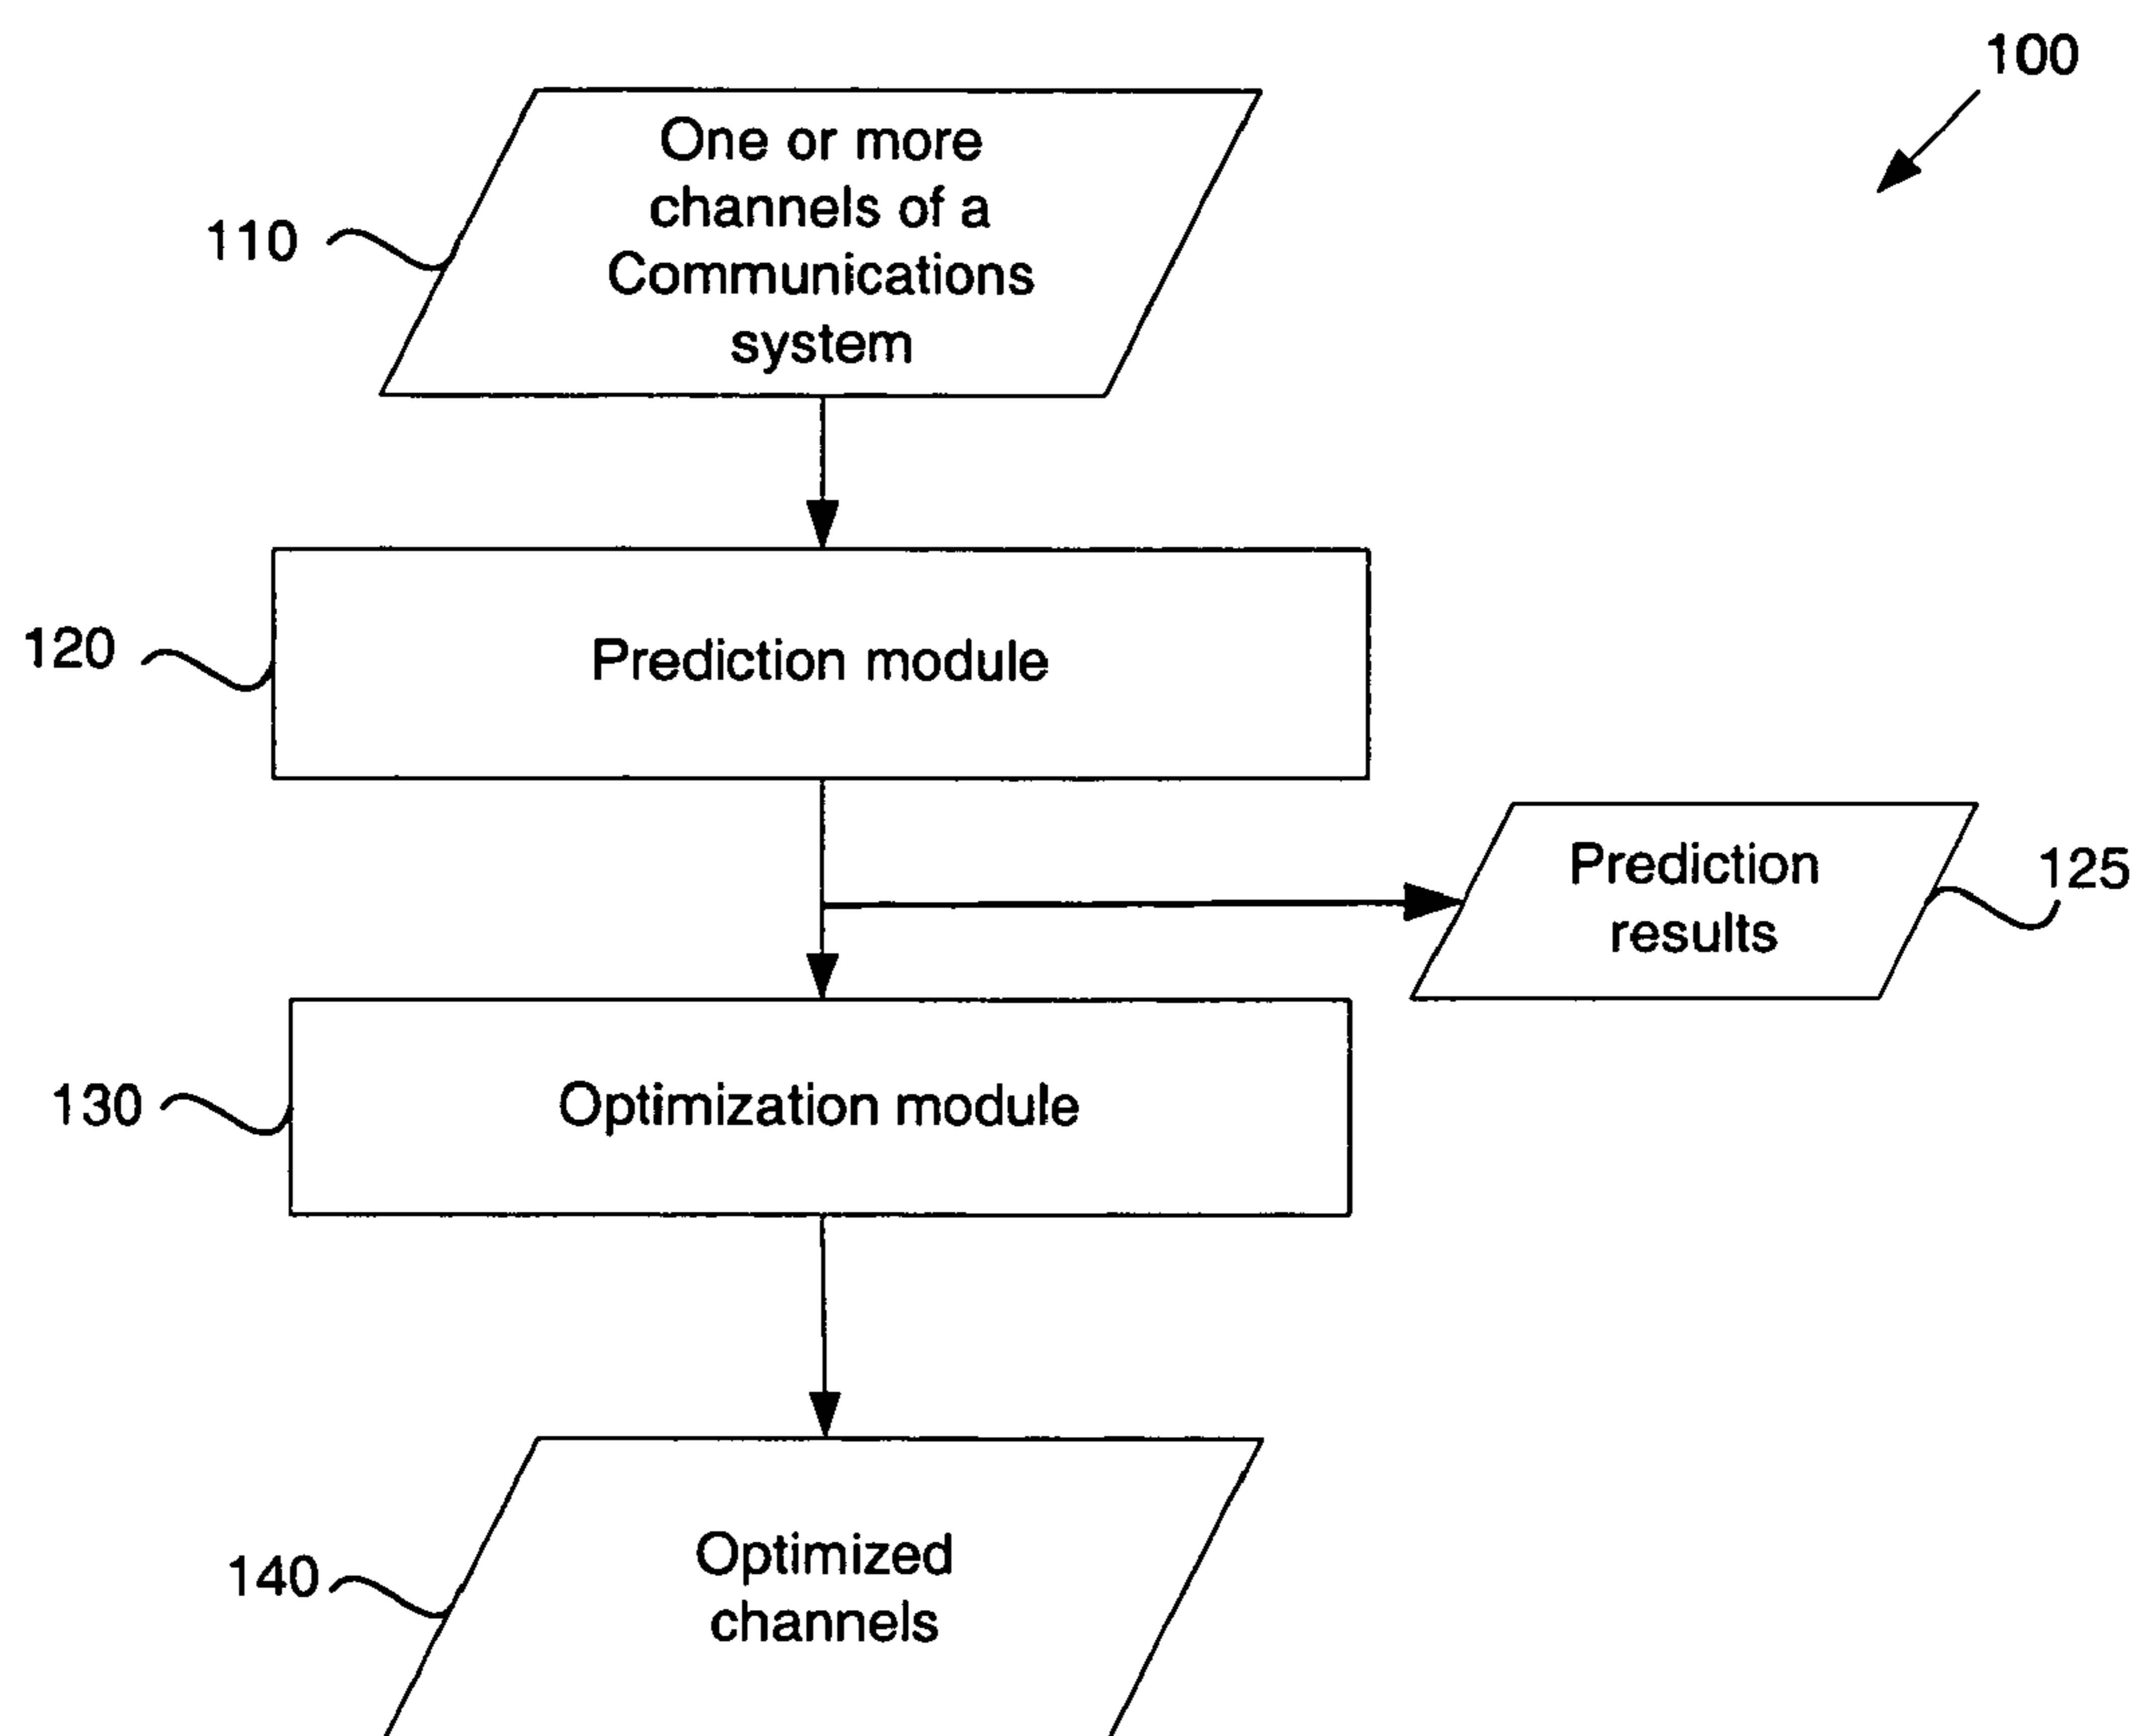 100
One or more
channels of a
Communications
system
110
Prediction module
120
Prediction
results
125
Optimization module
130
Optimized
channels
140